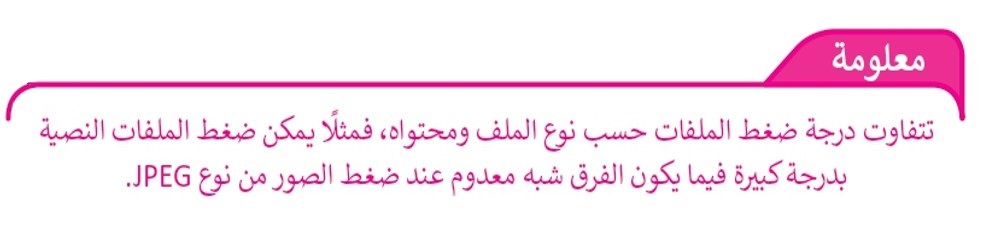 معلومة
تتفاوت درجة ضغط الملفات حسب نوع الملف ومحتواه، فمثلًا يمكن ضغط الملفات النصية
بدرجة كبيرة فيما يكون الفرق شبه معدوم عند ضغط الصور من نوع JPEG.